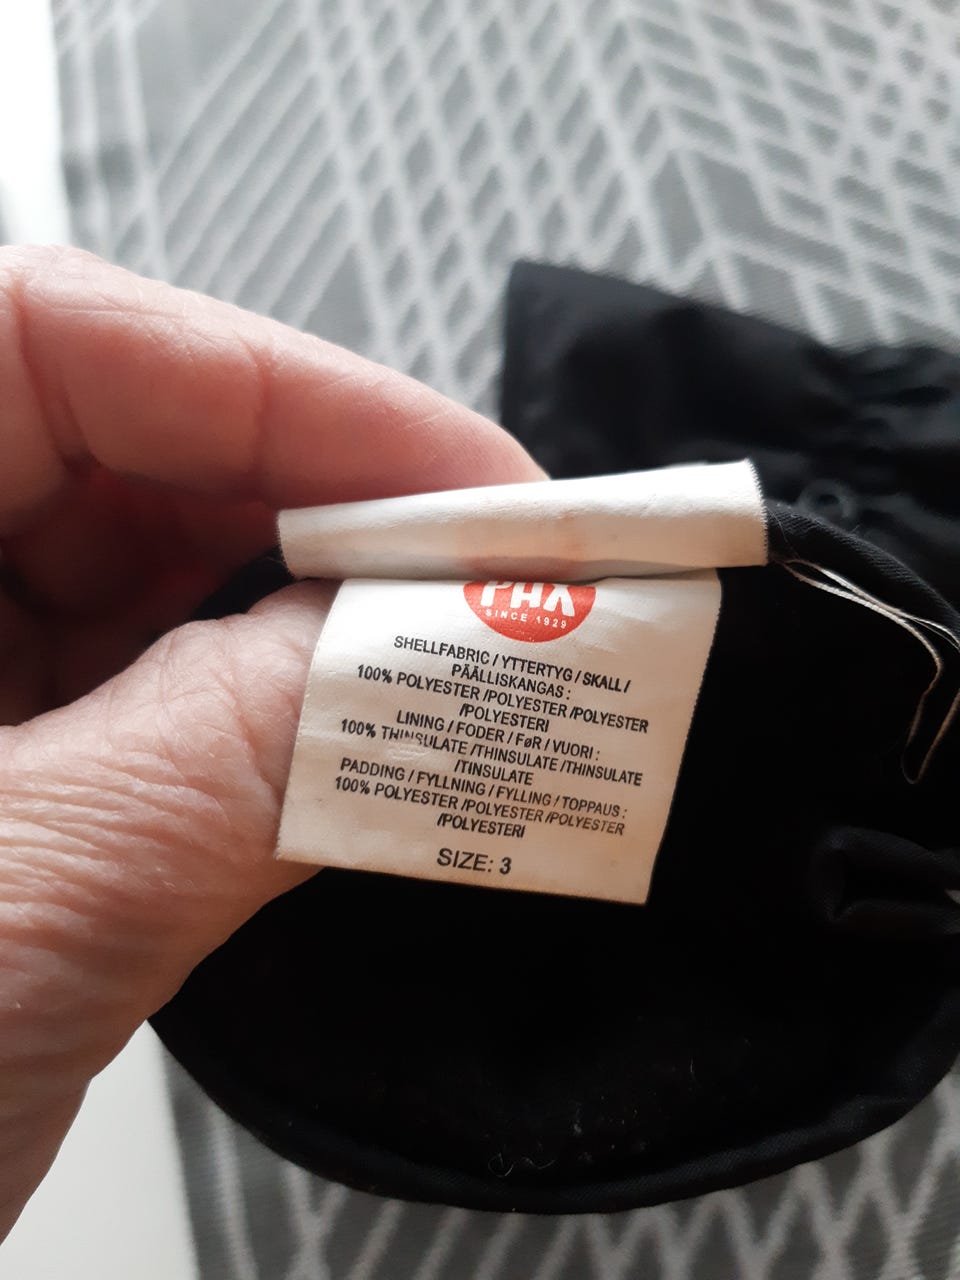 PAX
SINCE 1929
SHELLFABRIC / YTTERTYG / SKALL /
PÄÄLLISKANGAS :
100% POLYESTER /POLYESTER /POLYESTER
/POLYESTERI
LINING / FODER / FøR / VUORI :
100% THINSULATE /THINSULATE /THINSULATE
/TINSULATE
PADDING / FYLLNING / FYLLING / TOPPAUS :
100% POLYESTER /POLYESTER /POLYESTER
/POLYESTERI
SIZE: 3